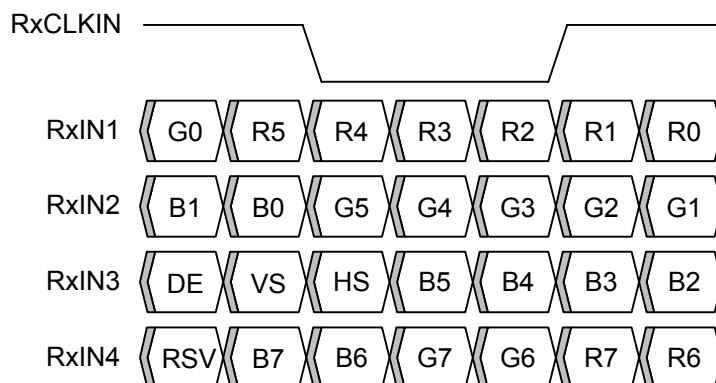 RxCLKIN
RxIN1 G0 R5 R4 R3 R2 R1 R0
RxIN2 B1 B0 G5 G4 G3 G2 G1
RxIN3 DE VS HS B5 B4 B3 B2
RxIN4 RSV B7 B6 G7 G6 R7 R6